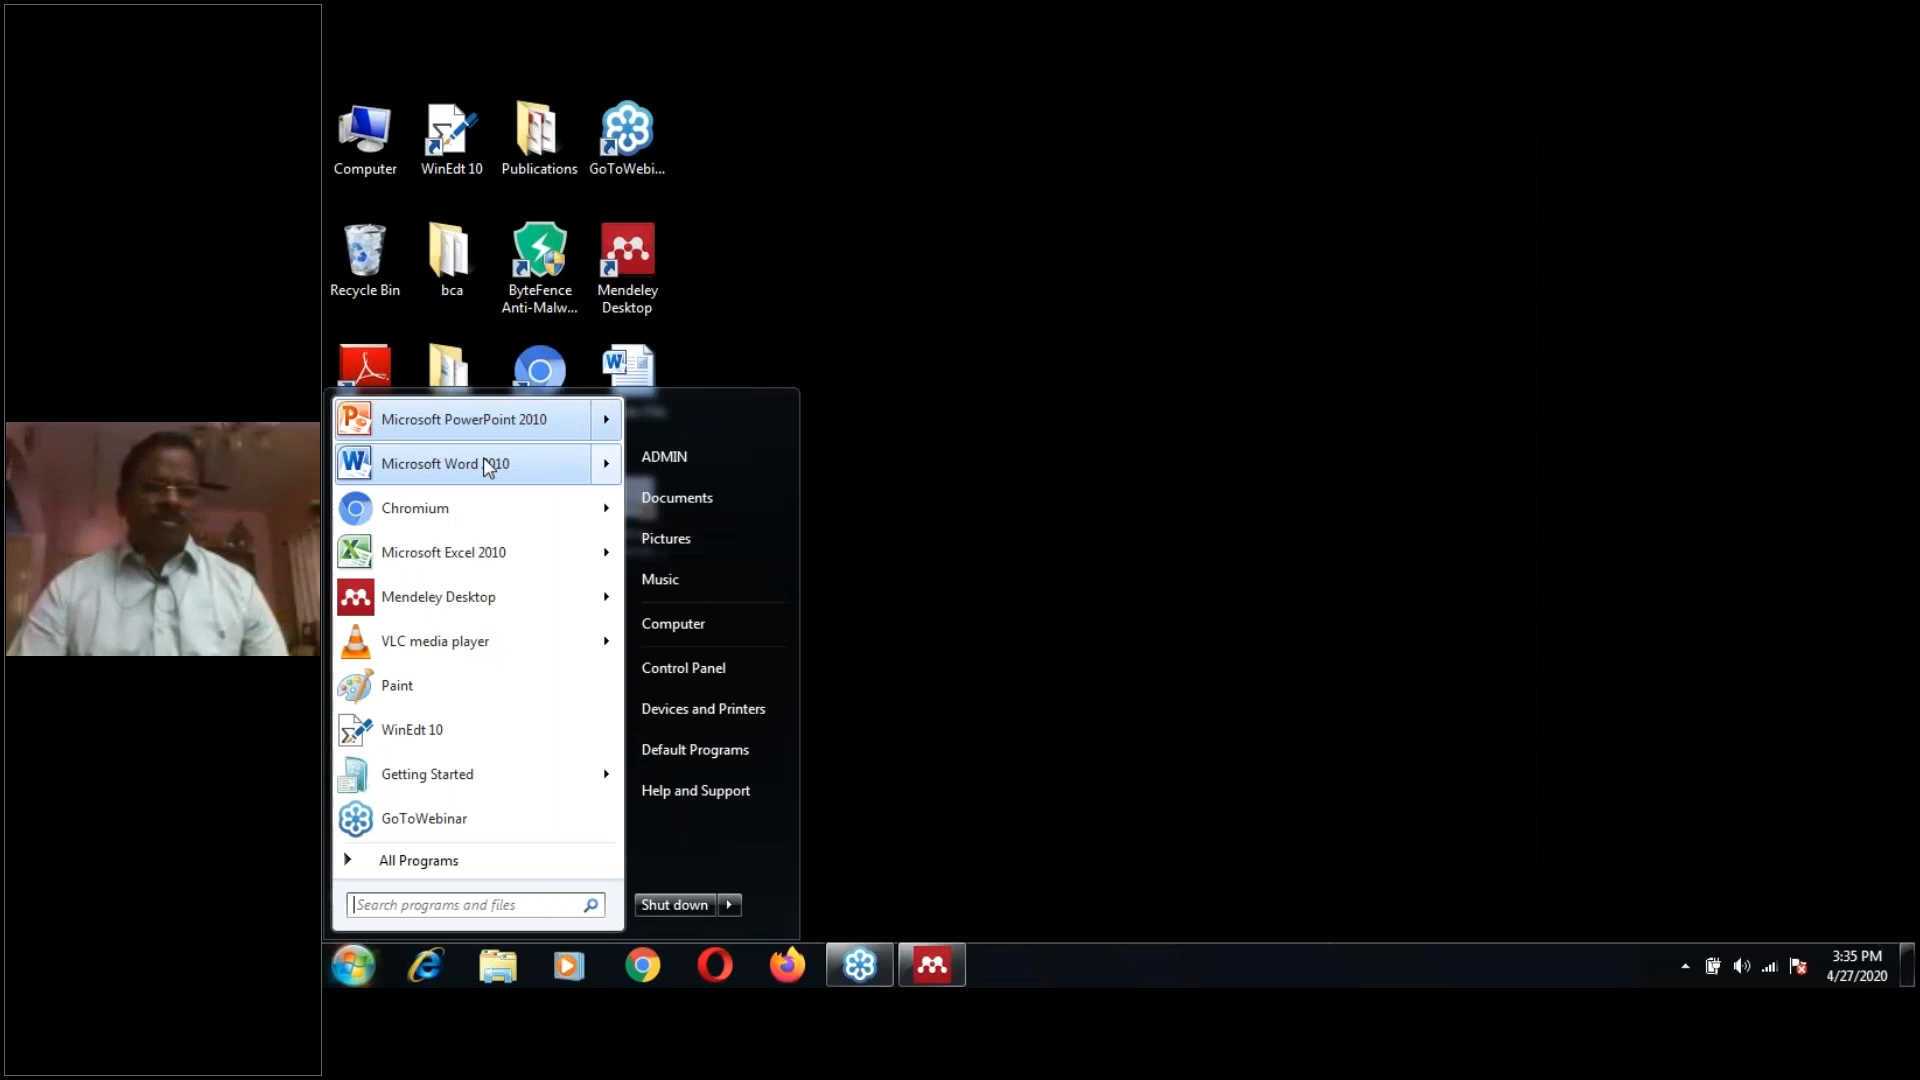 Computer
WinEdt 10
Publications
GoToWebi...
Recycle Bin
bca
ByteFence
Anti-Malw...
Mendeley
Desktop
Microsoft PowerPoint 2010
Microsoft Word 2010
Chromium
Microsoft Excel 2010
Mendeley Desktop
VLC media player
Paint
WinEdt 10
Getting Started
GoToWebinar
All Programs
Search programs and files
ADMIN
Documents
Pictures
Music
Computer
Control Panel
Devices and Printers
Default Programs
Help and Support
Shut down
3:35 PM
4/27/2020